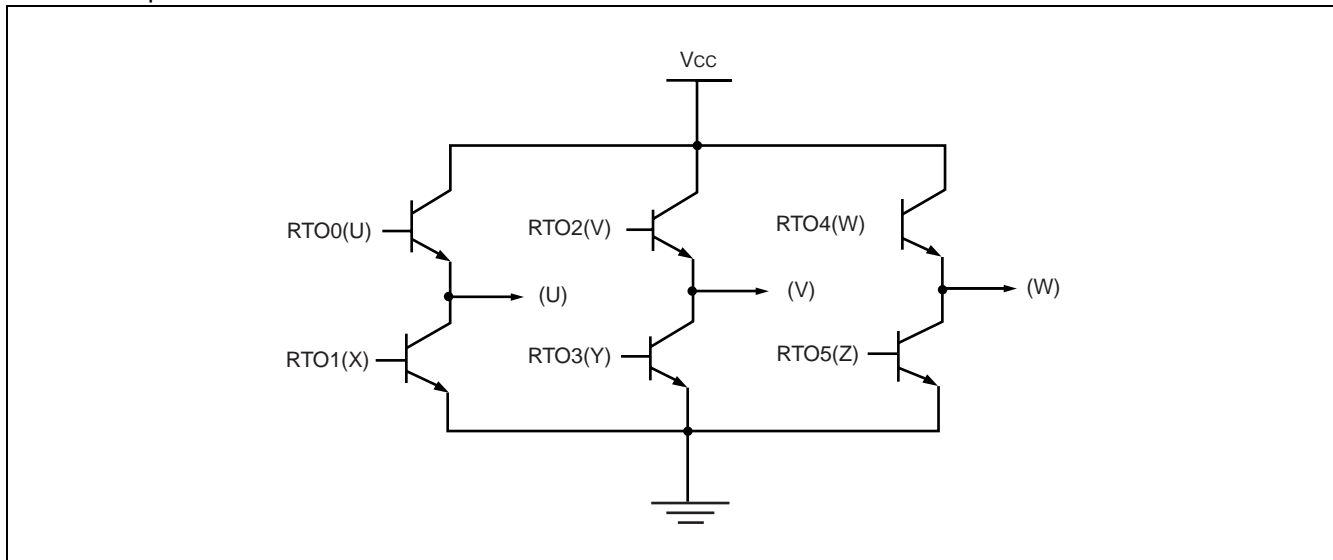 Vcc
RTO0(U)
RTO2(V)
RTO4(W)
(U)
(V)
(W)
RTO1(X)
RTO3(Y)
RTO5(Z)